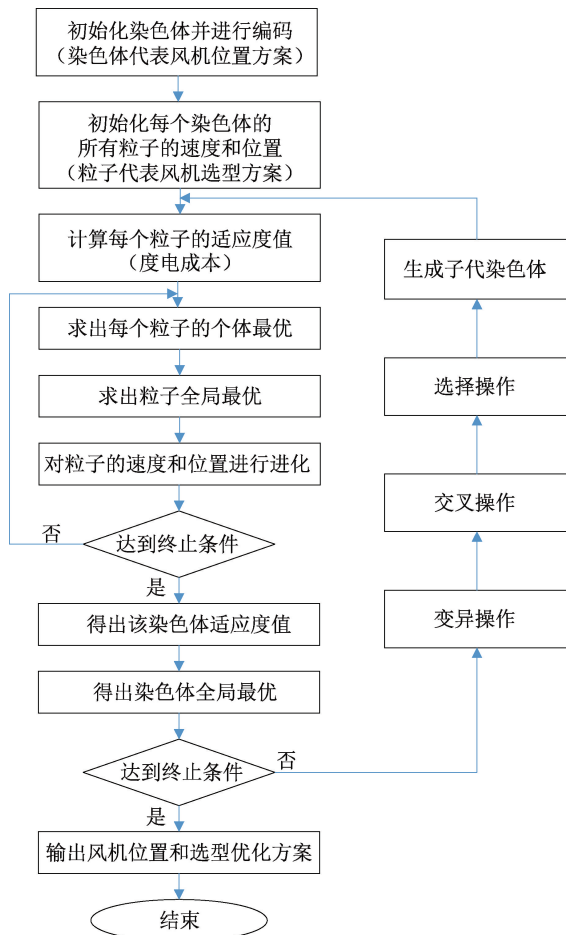 初始化染色体并进行编码
（染色体代表风机位置方案）
初始化每个染色体的
所有粒子的速度和位置
（粒子代表风机选型方案）
计算每个粒子的适应度值
（度电成本）
求出每个粒子的个体最优
求出粒子全局最优
对粒子的速度和位置进行进化
否
达到终止条件
是
得出该染色体适应度值
得出染色体全局最优
达到终止条件
否
是
输出风机位置和选型优化方案
结束
生成子代染色体
选择操作
交叉操作
变异操作